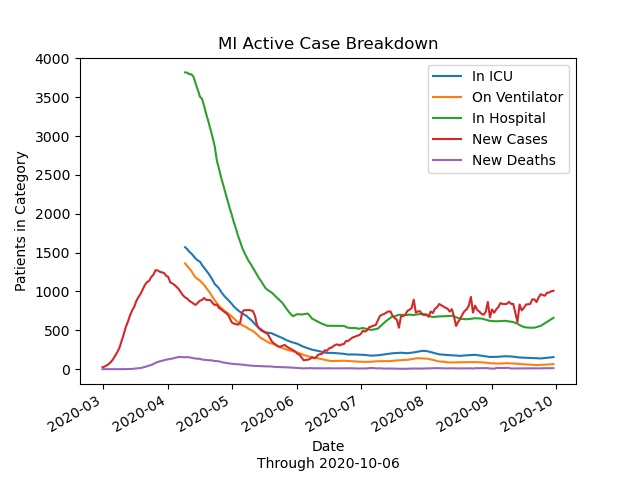 MI Active Case Breakdown
Patients in Category
4000
3500
3000
2500
2000
1500
1000
500
0
In ICU
On Ventilator
In Hospital
New Cases
New Deaths
2020-03
2020-04
2020-05
2020-06
2020-07
2020-08
2020-09
2020-10
Date
Through 2020-10-06